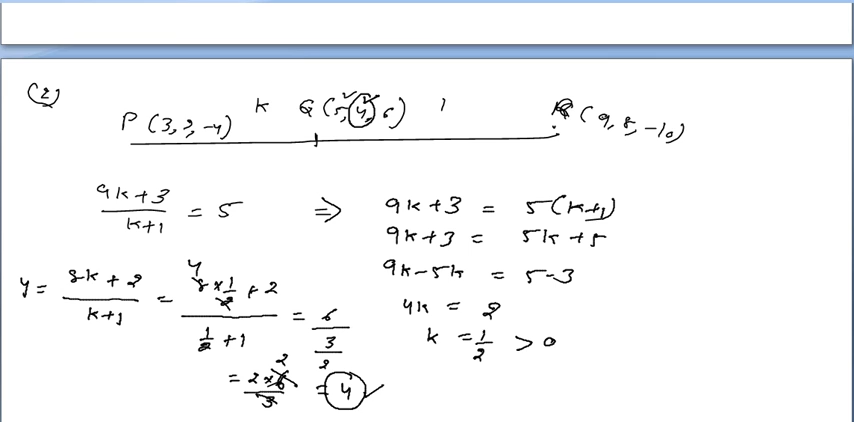 (2)
P (3, 2, -4) K Q (5, 4, 6) 1 R (9, 8, -10)
9k+3/k+1 = 5 ⇒ 9k+3 = 5(k+1)
9k+3 = 5k+5
9k-5k = 5-3
4k = 2
k = 1/2 > 0
y = 8k+2/k+1 = 8×1/2+2 / 1/2+1 = 6 / 3/2
4
= 2×6/3 = 4
2